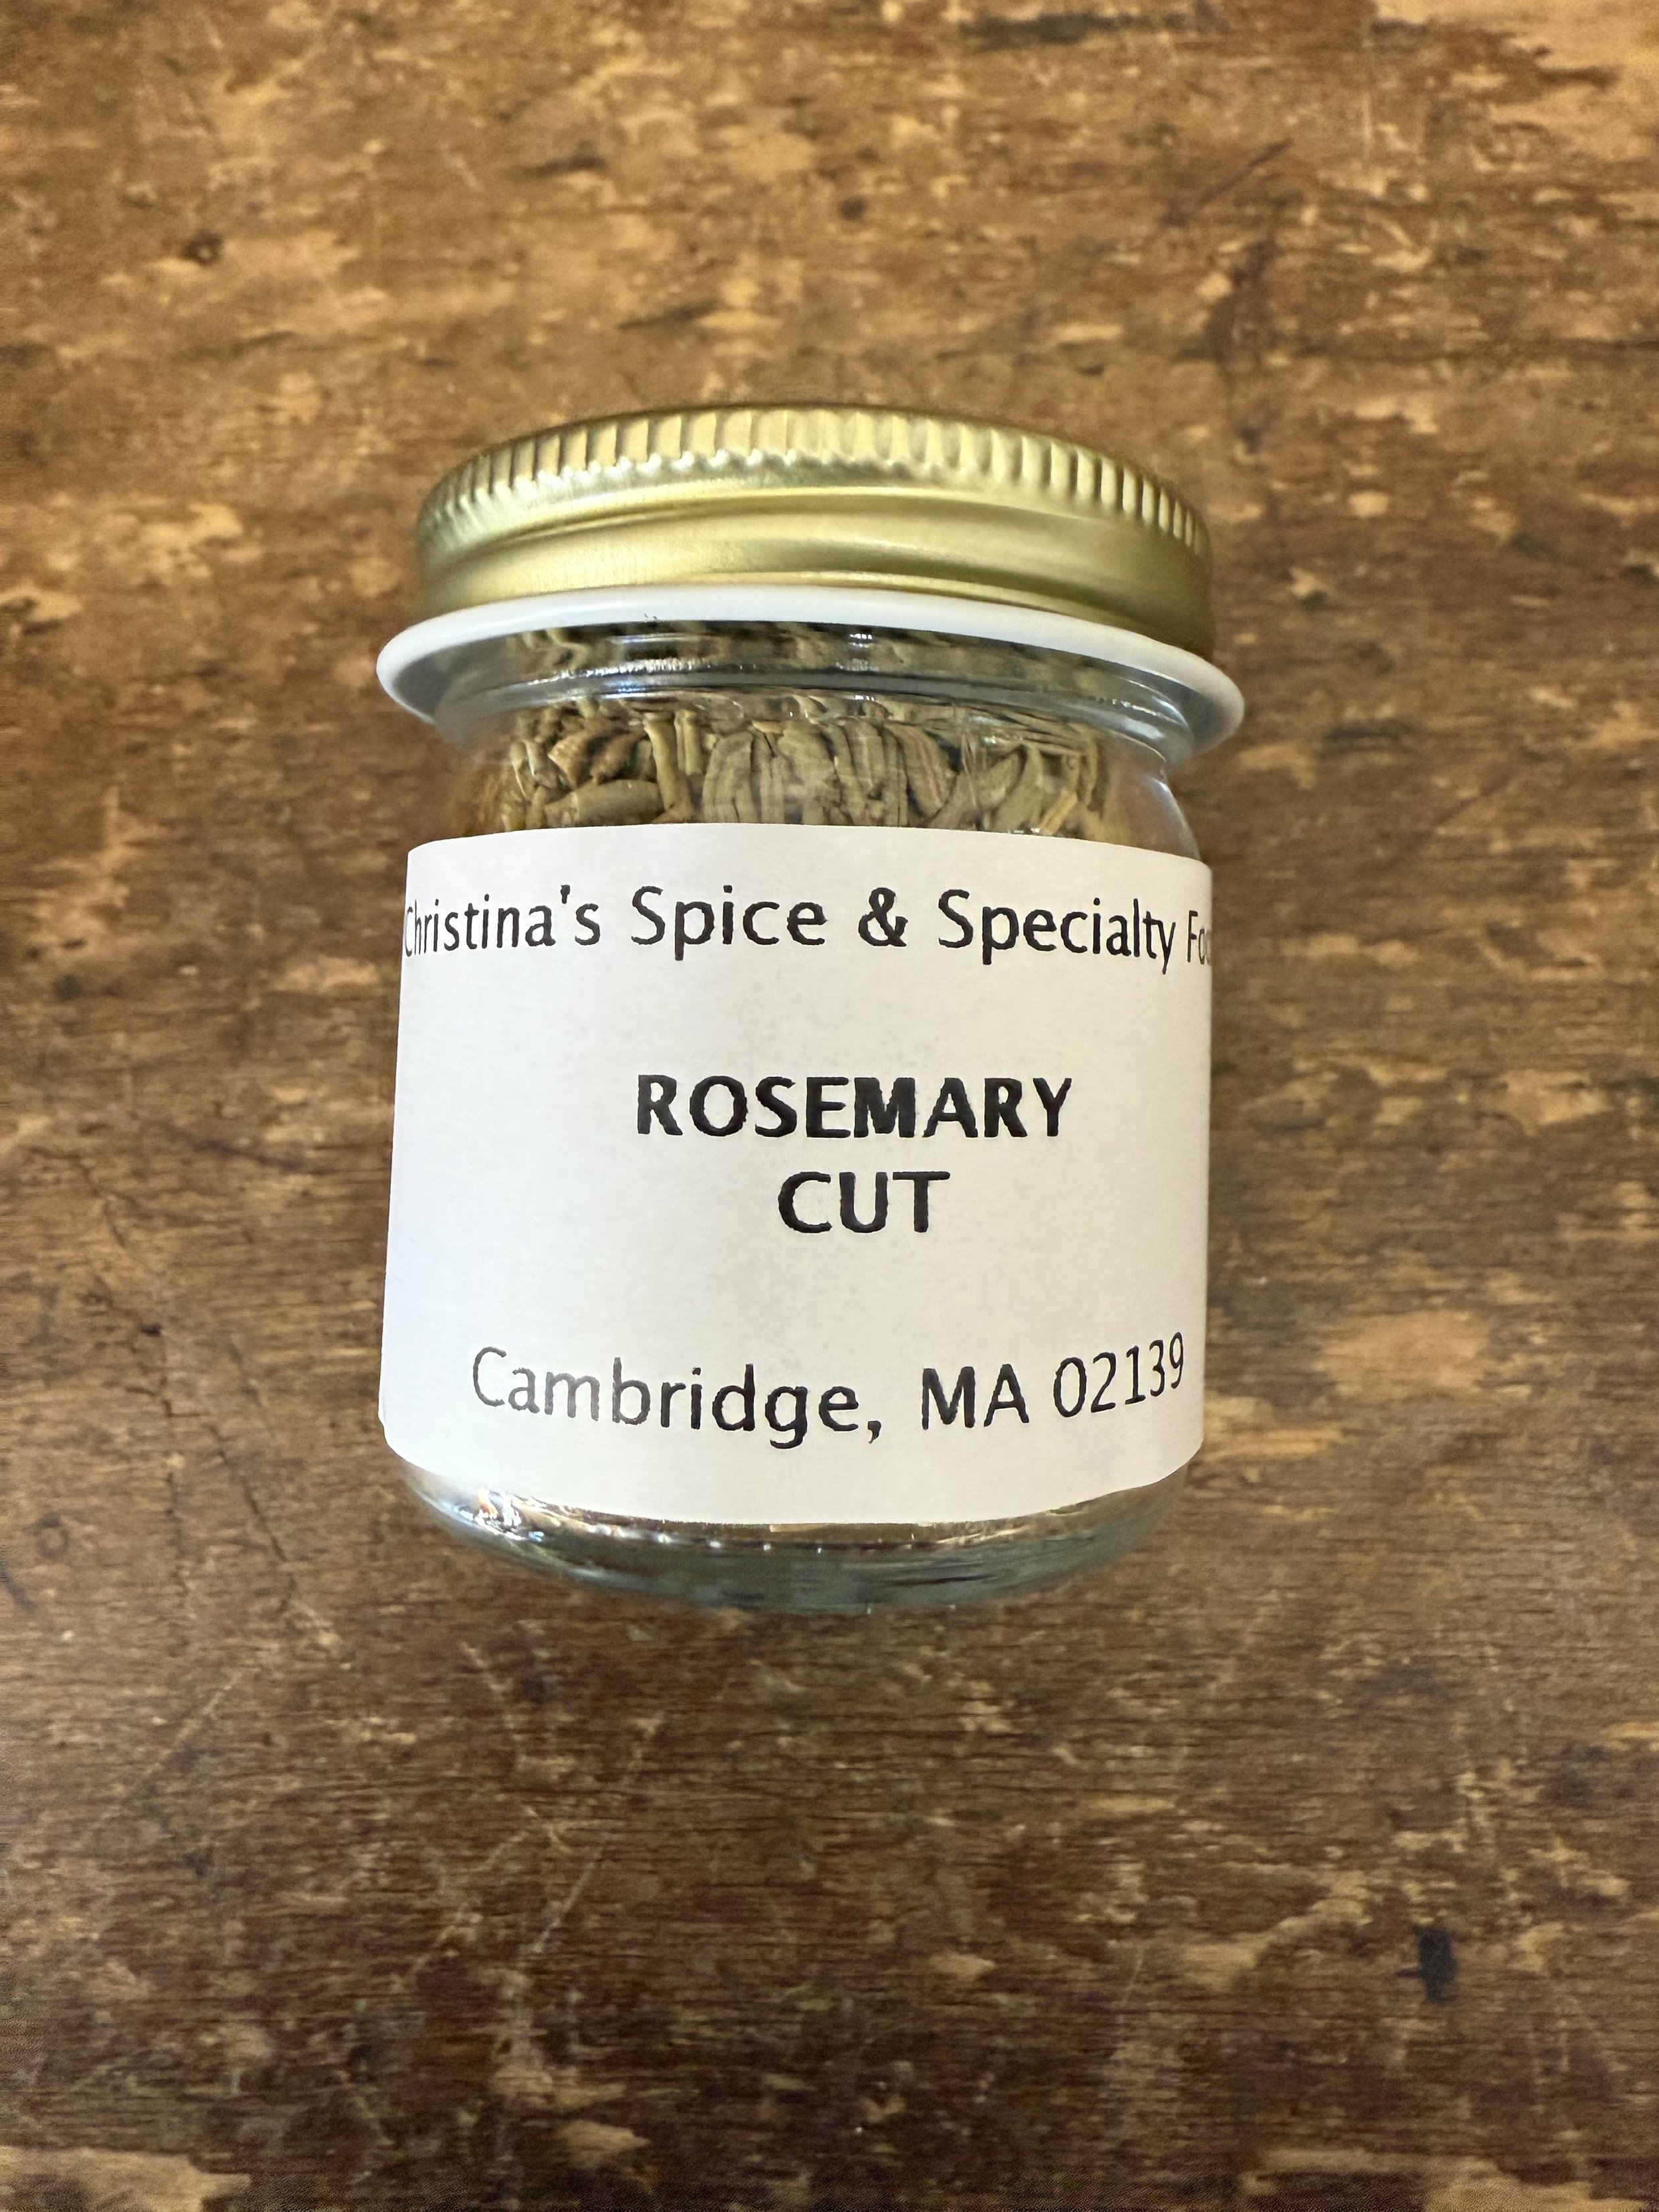 Christina's Spice & Specialty
ROSEMARY
CUT
Cambridge, MA 02139